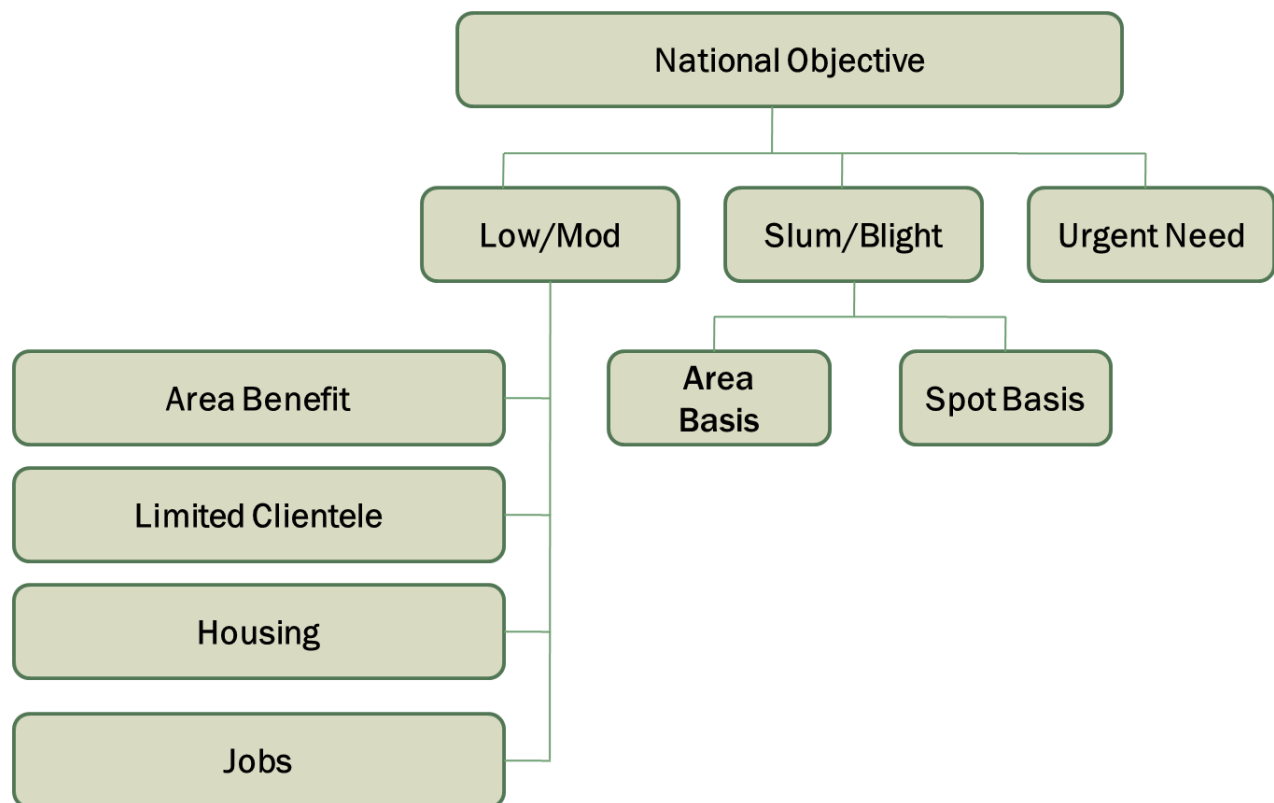 National Objective
Low/Mod
Slum/Blight
Urgent Need
Area Benefit
Area
Basis
Spot Basis
Limited Clientele
Housing
Jobs